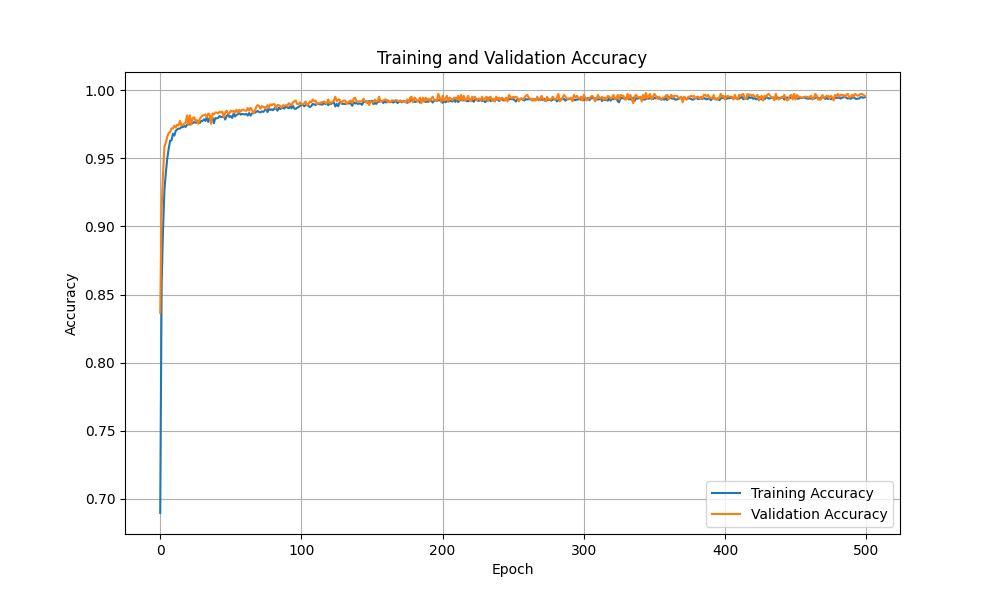 Training and Validation Accuracy
1.00
0.95
0.90
0.85
0.80
0.75
0.70
Accuracy
Training Accuracy
Validation Accuracy
0 100 200 300 400 500
Epoch